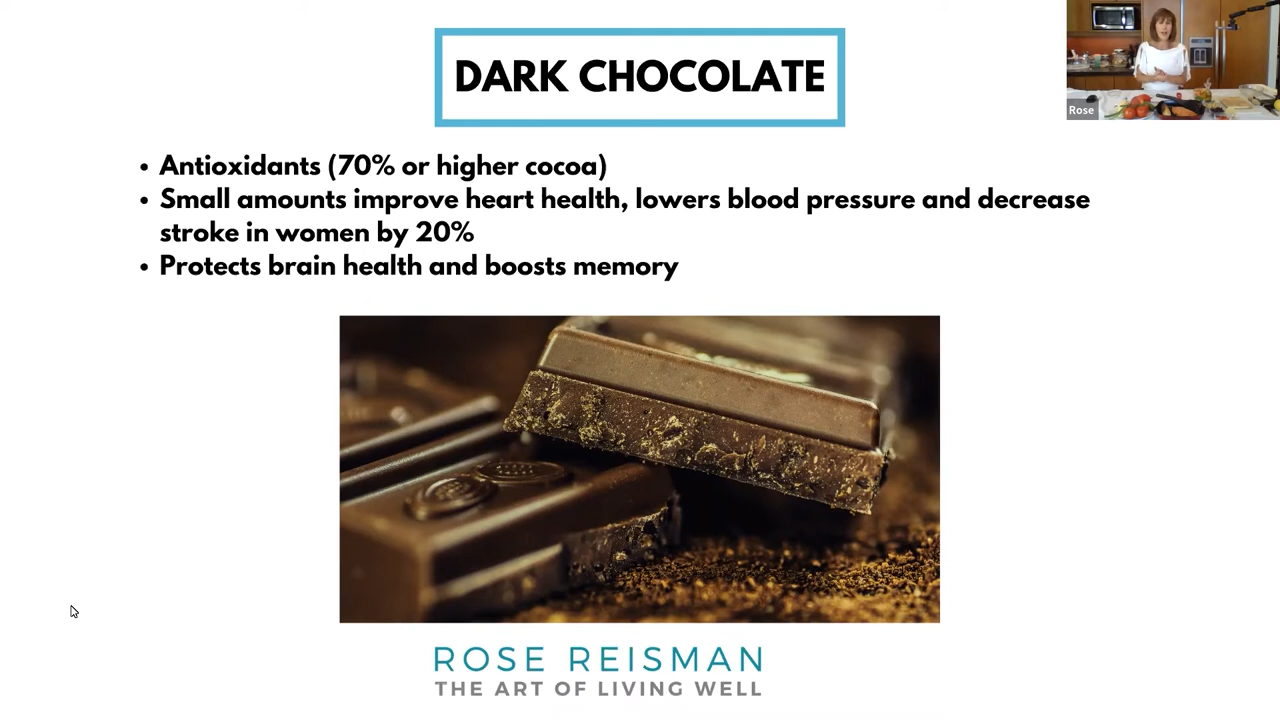 DARK CHOCOLATE
Rose
• Antioxidants (70% or higher cocoa)
• Small amounts improve heart health, lowers blood pressure and decrease
stroke in women by 20%
• Protects brain health and boosts memory
ROSE REISMAN
THE ART OF LIVING WELL